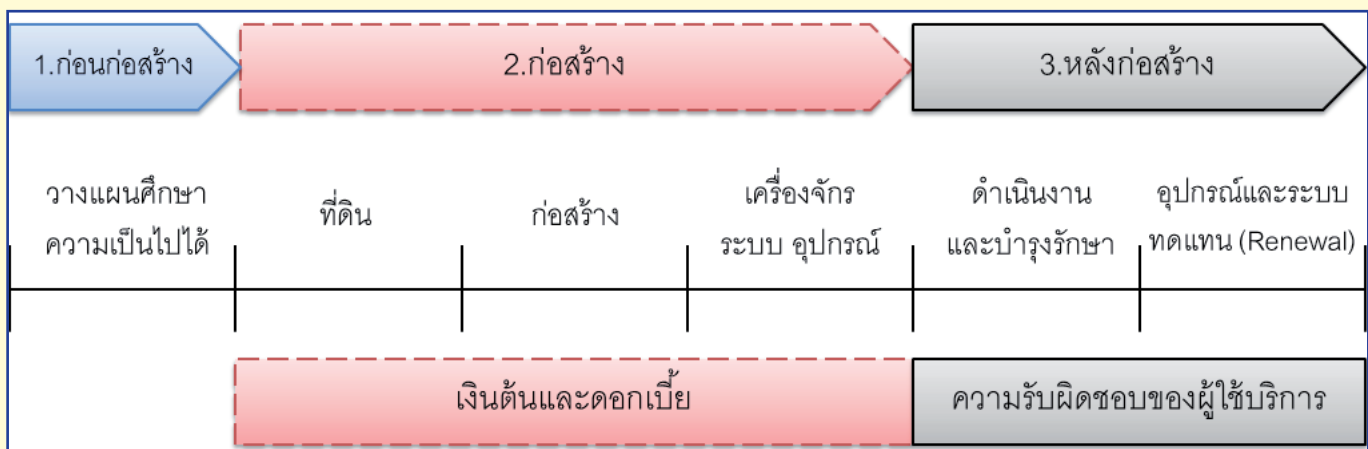 1.ก่อนก่อสร้าง
2.ก่อสร้าง
3.หลังก่อสร้าง
วางแผนศึกษา
ความเป็นไปได้
ที่ดิน
ก่อสร้าง
เครื่องจักร
ระบบ อุปกรณ์
ดำเนินงาน
และบำรุงรักษา
อุปกรณ์และระบบ
ทดแทน (Renewal)
เงินต้นและดอกเบี้ย
ความรับผิดชอบของผู้ใช้บริการ